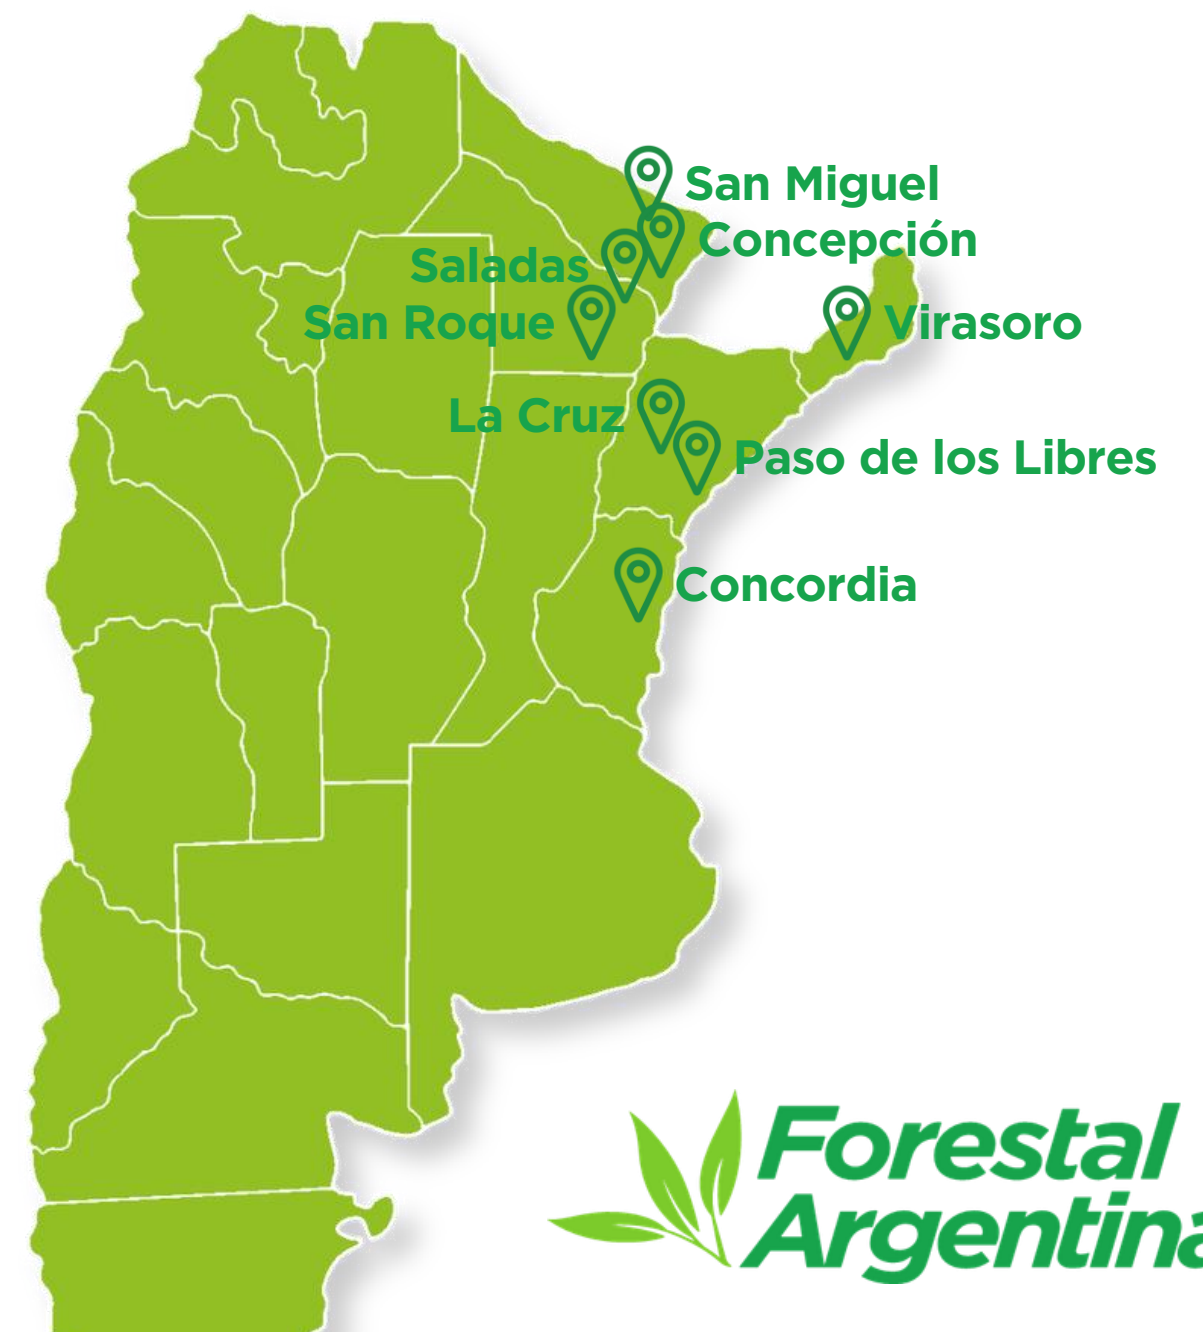 San Miguel
Concepción
Saladas
San Roque
Virasoro
La Cruz
Paso de los Libres
Concordia
Forestal
Argentina